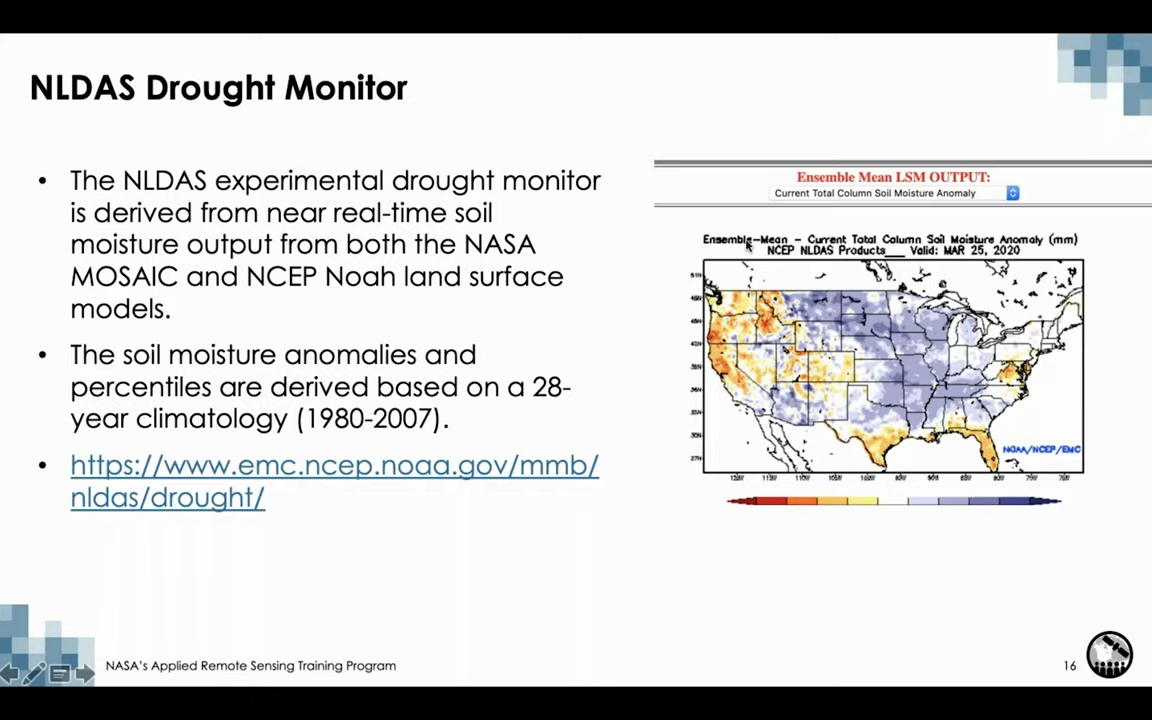 NLDAS Drought Monitor
• The NLDAS experimental drought monitor
is derived from near real-time soil
moisture output from both the NASA
MOSAIC and NCEP Noah land surface
models.
• The soil moisture anomalies and
percentiles are derived based on a 28-
year climatology (1980-2007).
• https://www.emc.ncep.noaa.gov/mmb/
nldas/drought/
Ensemble Mean LSM OUTPUT:
Current Total Column Soil Moisture Anomaly
Ensemble-Mean - Current Total Column Soil Moisture Anomaly (mm)
NCEP NLDAS Products Valid: MAR 25, 2020
NOAA/NCEP/EMC
NASA's Applied Remote Sensing Training Program
16